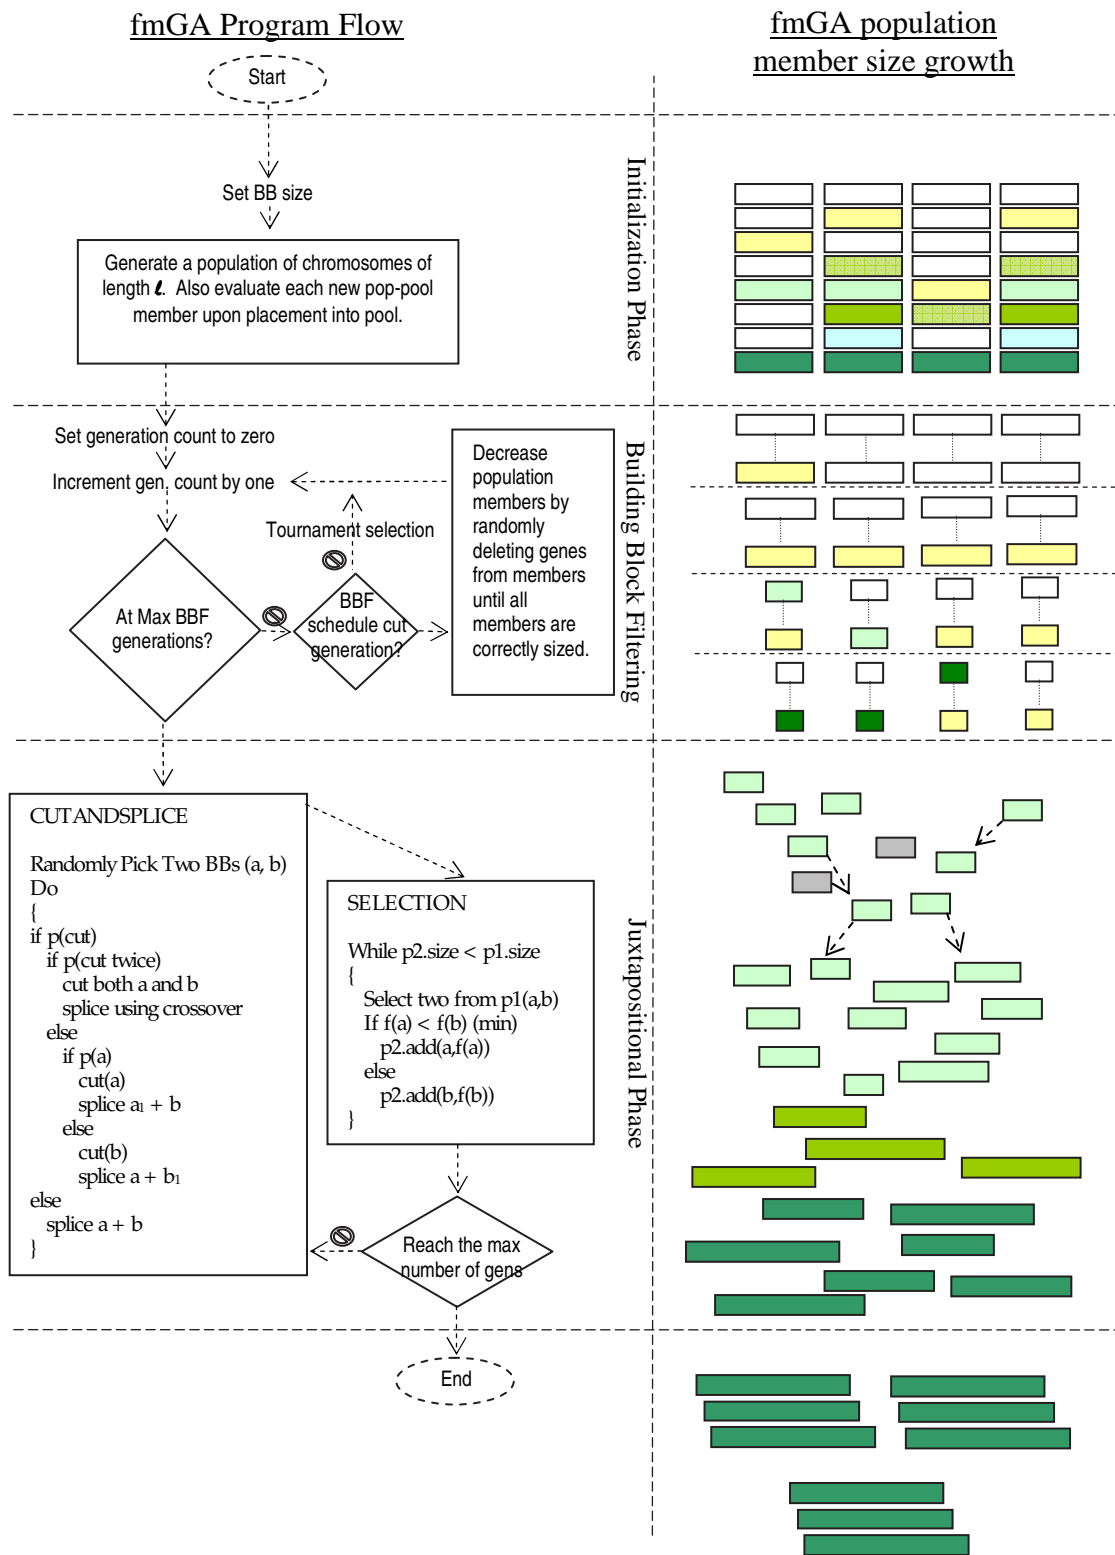 fmGA Program Flow
fmGA population
member size growth
Start
Set BB size
Generate a population of chromosomes of
length ℓ. Also evaluate each new pop-pool
member upon placement into pool.
Initialization Phase
Set generation count to zero
Increment gen. count by one
Tournament selection
At Max BBF
generations?
BBF
schedule cut
generation?
Decrease
population
members by
randomly
deleting genes
from members
until all
members are
correctly sized.
Building Block Filtering
CUTANDSPLICE
Randomly Pick Two BBs (a, b)
Do
{
if p(cut)
if p(cut twice)
cut both a and b
splice using crossover
else
if p(a)
cut(a)
splice a₁ + b
else
cut(b)
splice a + b₁
else
splice a + b
}
SELECTION
While p2.size < p1.size
{
Select two from p1(a,b)
If f(a) < f(b) (min)
p2.add(a,f(a))
else
p2.add(b,f(b))
}
Juxtapositional Phase
Reach the max
number of gens
End